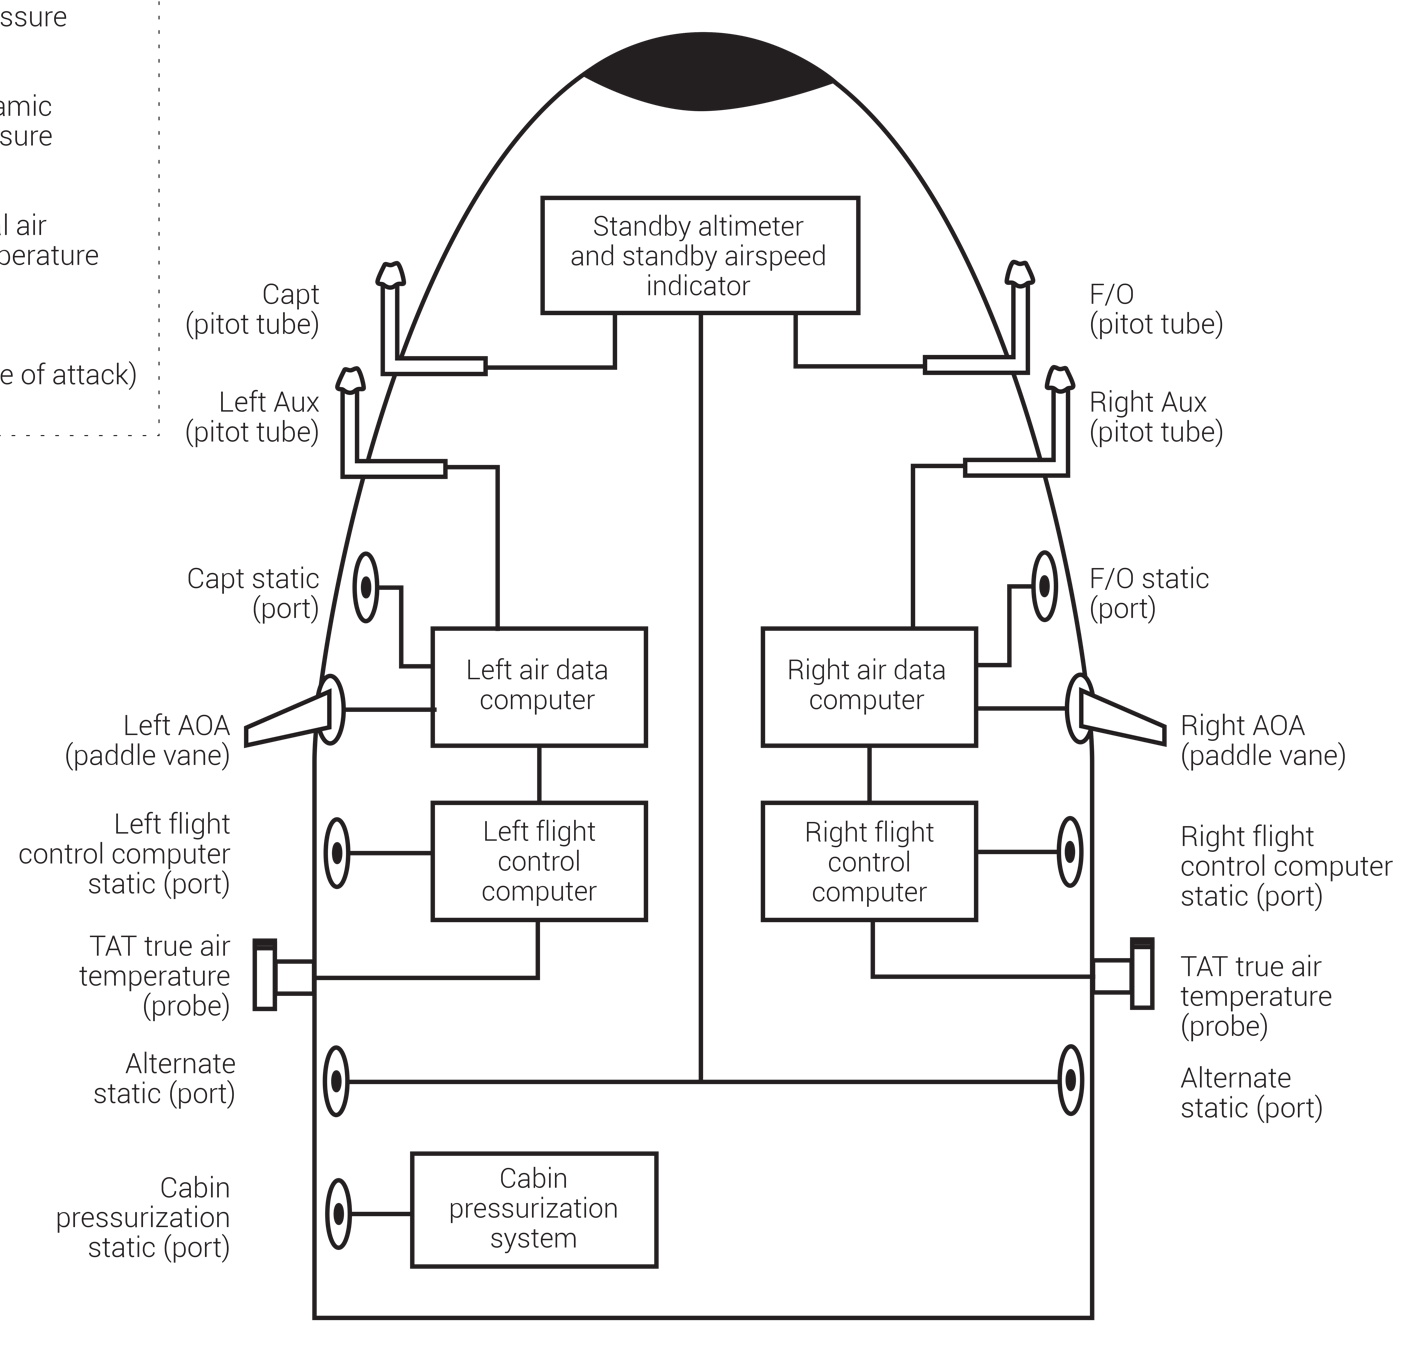 ssure
amic
sure
l air
perature
e of attack)
Standby altimeter
and standby airspeed
indicator
Capt
(pitot tube)
F/O
(pitot tube)
Left Aux
(pitot tube)
Right Aux
(pitot tube)
Capt static
(port)
F/O static
(port)
Left air data
computer
Right air data
computer
Left AOA
(paddle vane)
Right AOA
(paddle vane)
Left flight
control computer
static (port)
Left flight
control
computer
Right flight
control
computer
Right flight
control computer
static (port)
TAT true air
temperature
(probe)
TAT true air
temperature
(probe)
Alternate
static (port)
Alternate
static (port)
Cabin
pressurization
static (port)
Cabin
pressurization
system